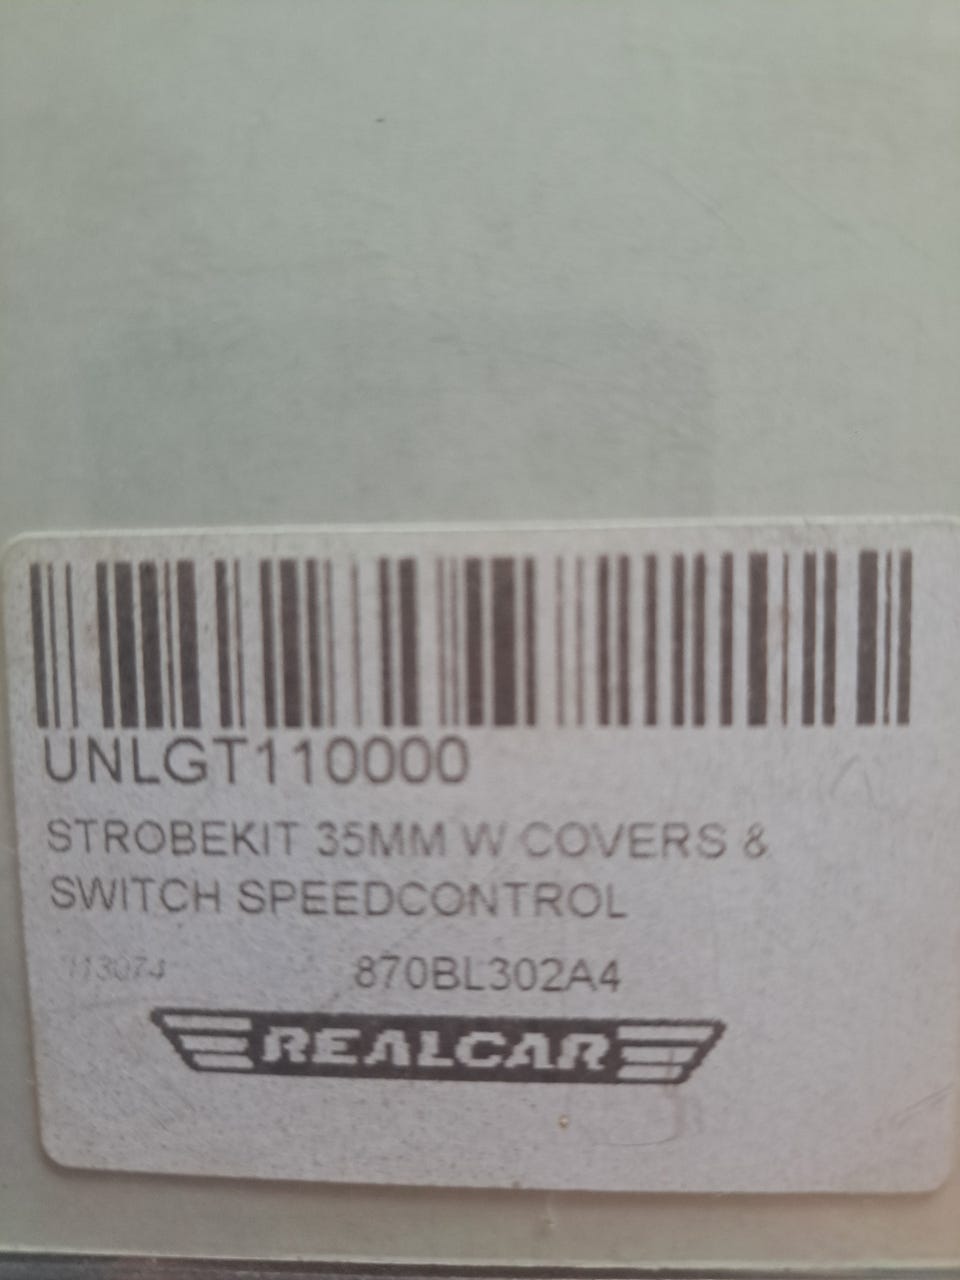 UNLGT110000
STROBEKIT 35MM W COVERS &
SWITCH SPEEDCONTROL
113074 870BL302A4
REALCAR